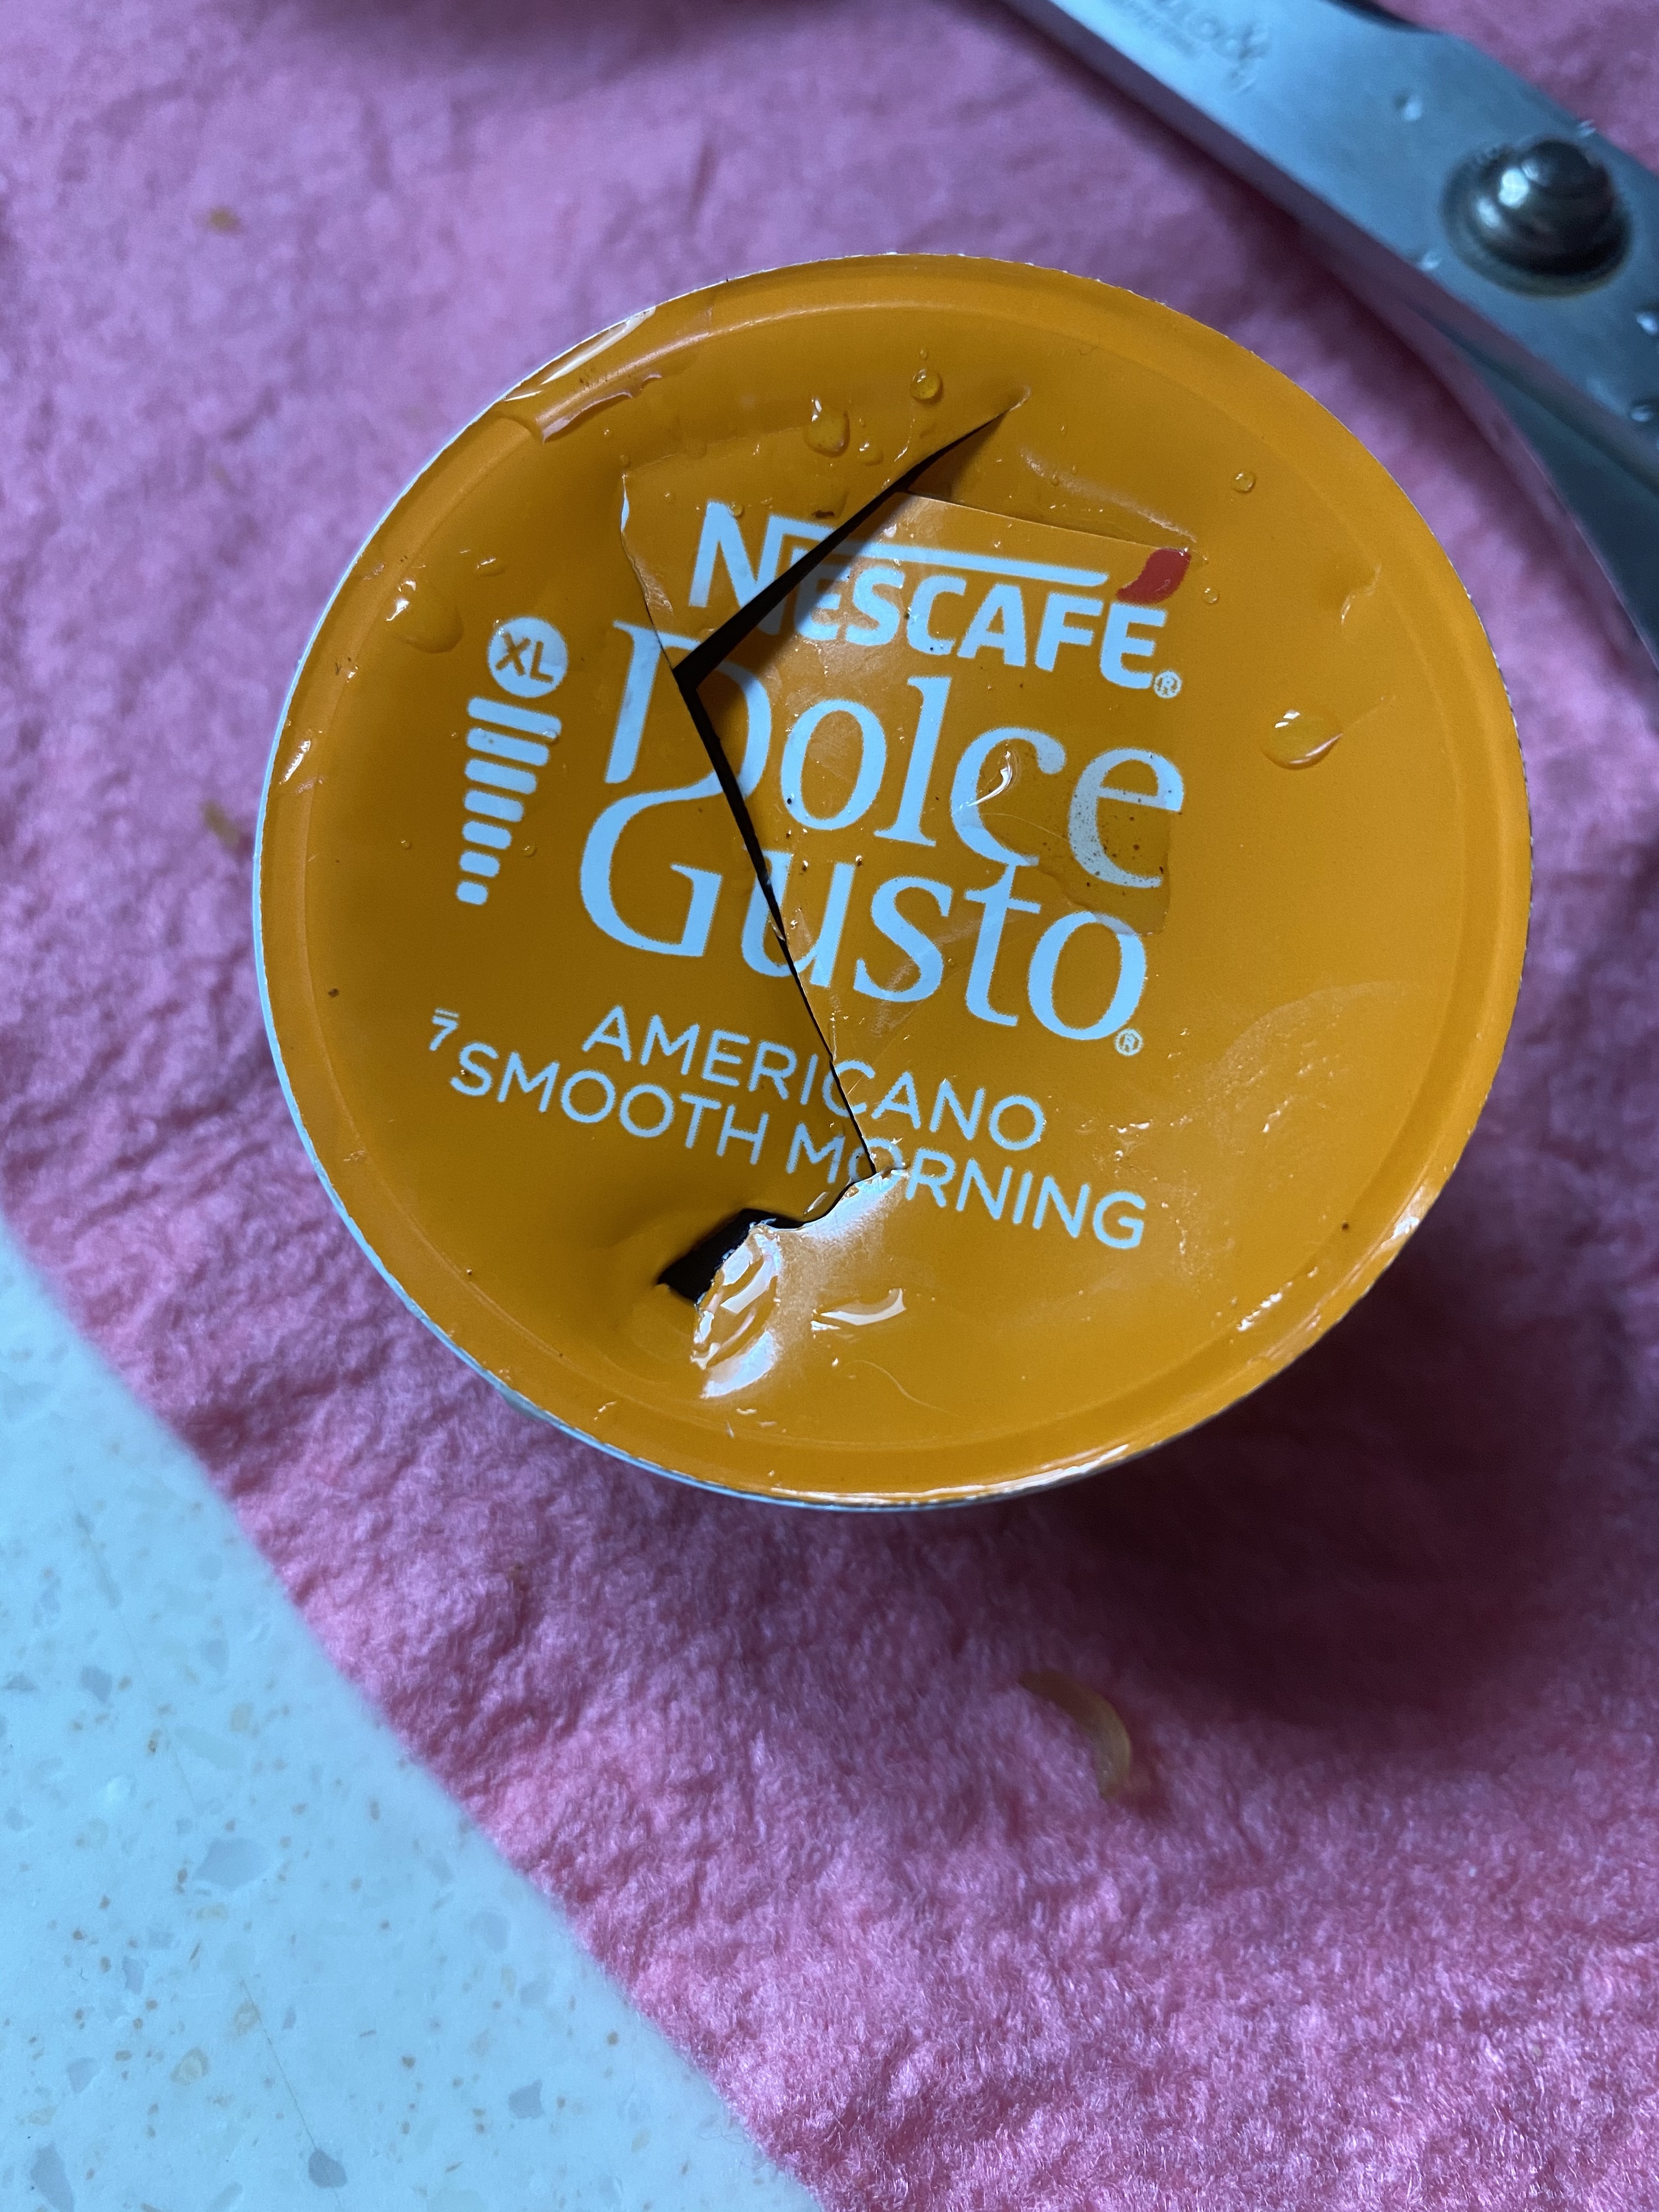 NESCAFÉ®
Dolce
Gusto®
XL
AMERICANO
7 SMOOTH MORNING